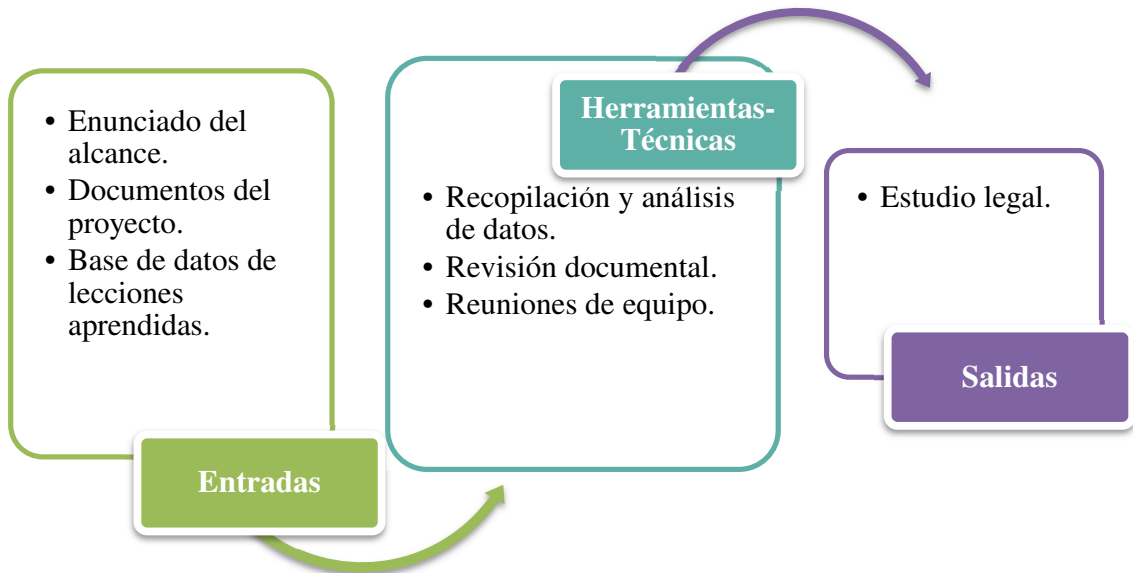 • Enunciado del
alcance.
• Documentos del
proyecto.
• Base de datos de
lecciones
aprendidas.
Entradas
Herramientas-
Técnicas
• Recopilación y análisis
de datos.
• Revisión documental.
• Reuniones de equipo.
• Estudio legal.
Salidas